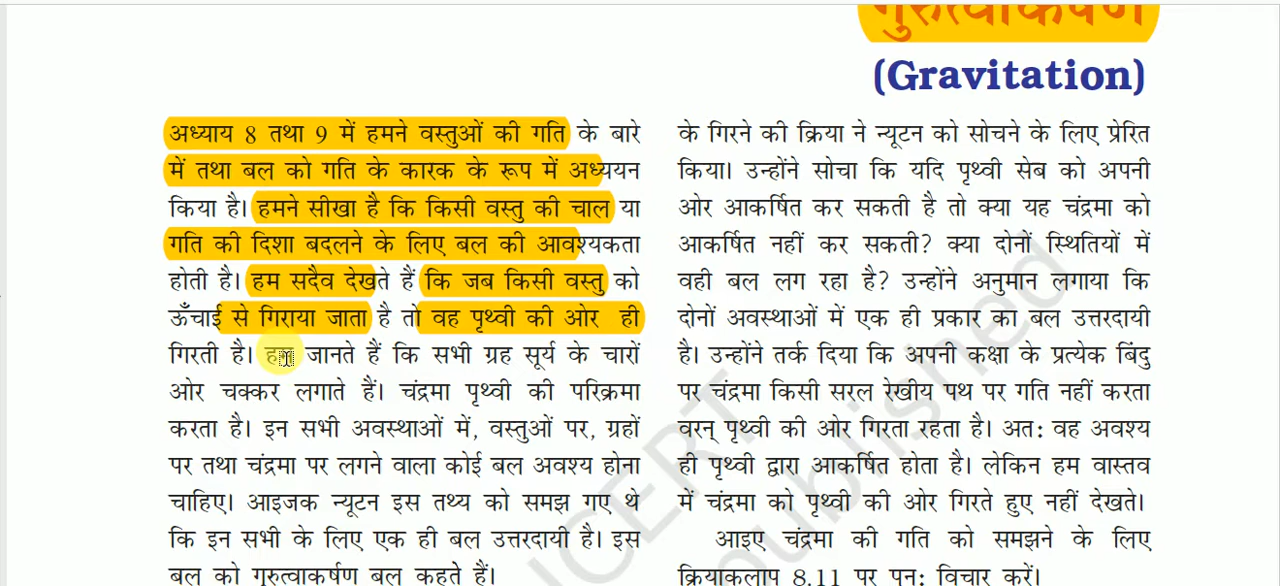 गुरुत्वाकर्षण
(Gravitation)
अध्याय 8 तथा 9 में हमने वस्तुओं की गति के बारे
में तथा बल को गति के कारक के रूप में अध्ययन
किया है। हमने सीखा है कि किसी वस्तु की चाल या
गति की दिशा बदलने के लिए बल की आवश्यकता
होती है। हम सदैव देखते हैं कि जब किसी वस्तु को
ऊँचाई से गिराया जाता है तो वह पृथ्वी की ओर ही
गिरती है। हम जानते हैं कि सभी ग्रह सूर्य के चारों
ओर चक्कर लगाते हैं। चंद्रमा पृथ्वी की परिक्रमा
करता है। इन सभी अवस्थाओं में, वस्तुओं पर, ग्रहों
पर तथा चंद्रमा पर लगने वाला कोई बल अवश्य होना
चाहिए। आइजक न्यूटन इस तथ्य को समझ गए थे
कि इन सभी के लिए एक ही बल उत्तरदायी है। इस
बल को गुरुत्वाकर्षण बल कहते हैं।
के गिरने की क्रिया ने न्यूटन को सोचने के लिए प्रेरित
किया। उन्होंने सोचा कि यदि पृथ्वी सेब को अपनी
ओर आकर्षित कर सकती है तो क्या यह चंद्रमा को
आकर्षित नहीं कर सकती? क्या दोनों स्थितियों में
वही बल लग रहा है? उन्होंने अनुमान लगाया कि
दोनों अवस्थाओं में एक ही प्रकार का बल उत्तरदायी
है। उन्होंने तर्क दिया कि अपनी कक्षा के प्रत्येक बिंदु
पर चंद्रमा किसी सरल रेखीय पथ पर गति नहीं करता
वरन् पृथ्वी की ओर गिरता रहता है। अत: वह अवश्य
ही पृथ्वी द्वारा आकर्षित होता है। लेकिन हम वास्तव
में चंद्रमा को पृथ्वी की ओर गिरते हुए नहीं देखते।
आइए चंद्रमा की गति को समझने के लिए
क्रियाकलाप 8.11 पर पुन: विचार करें।
NCERT